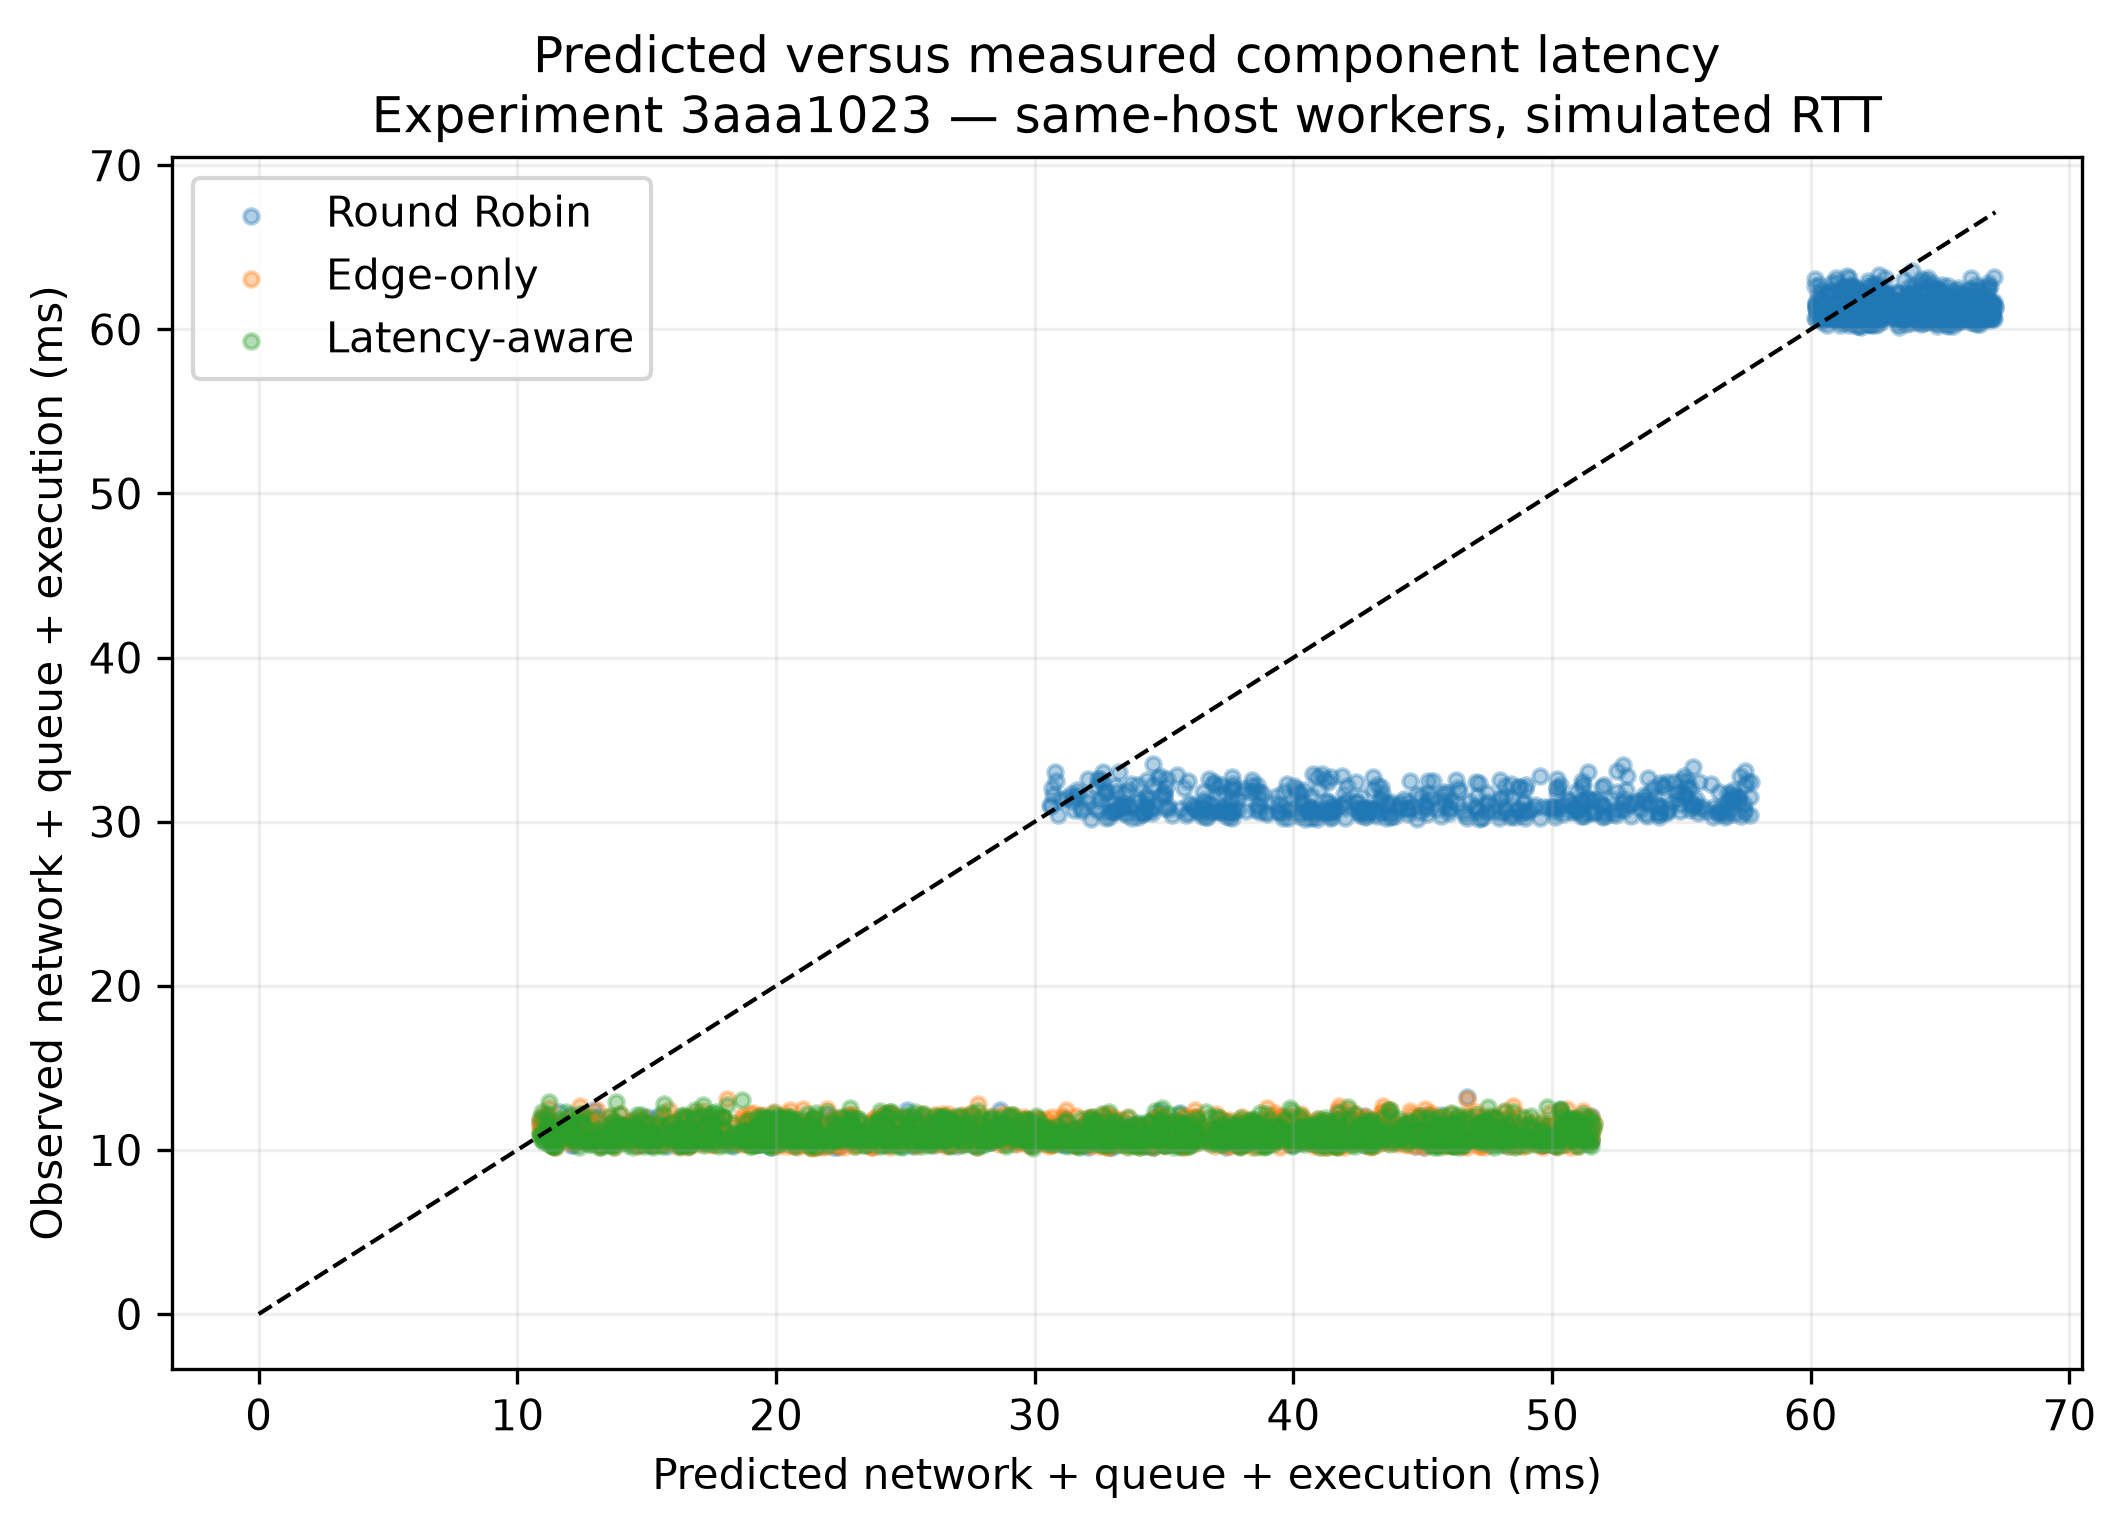 Predicted versus measured component latency
Experiment 3aaa1023 — same-host workers, simulated RTT
Round Robin
Edge-only
Latency-aware
Observed network + queue + execution (ms)
70
60
50
40
30
20
10
0
0 10 20 30 40 50 60 70
Predicted network + queue + execution (ms)